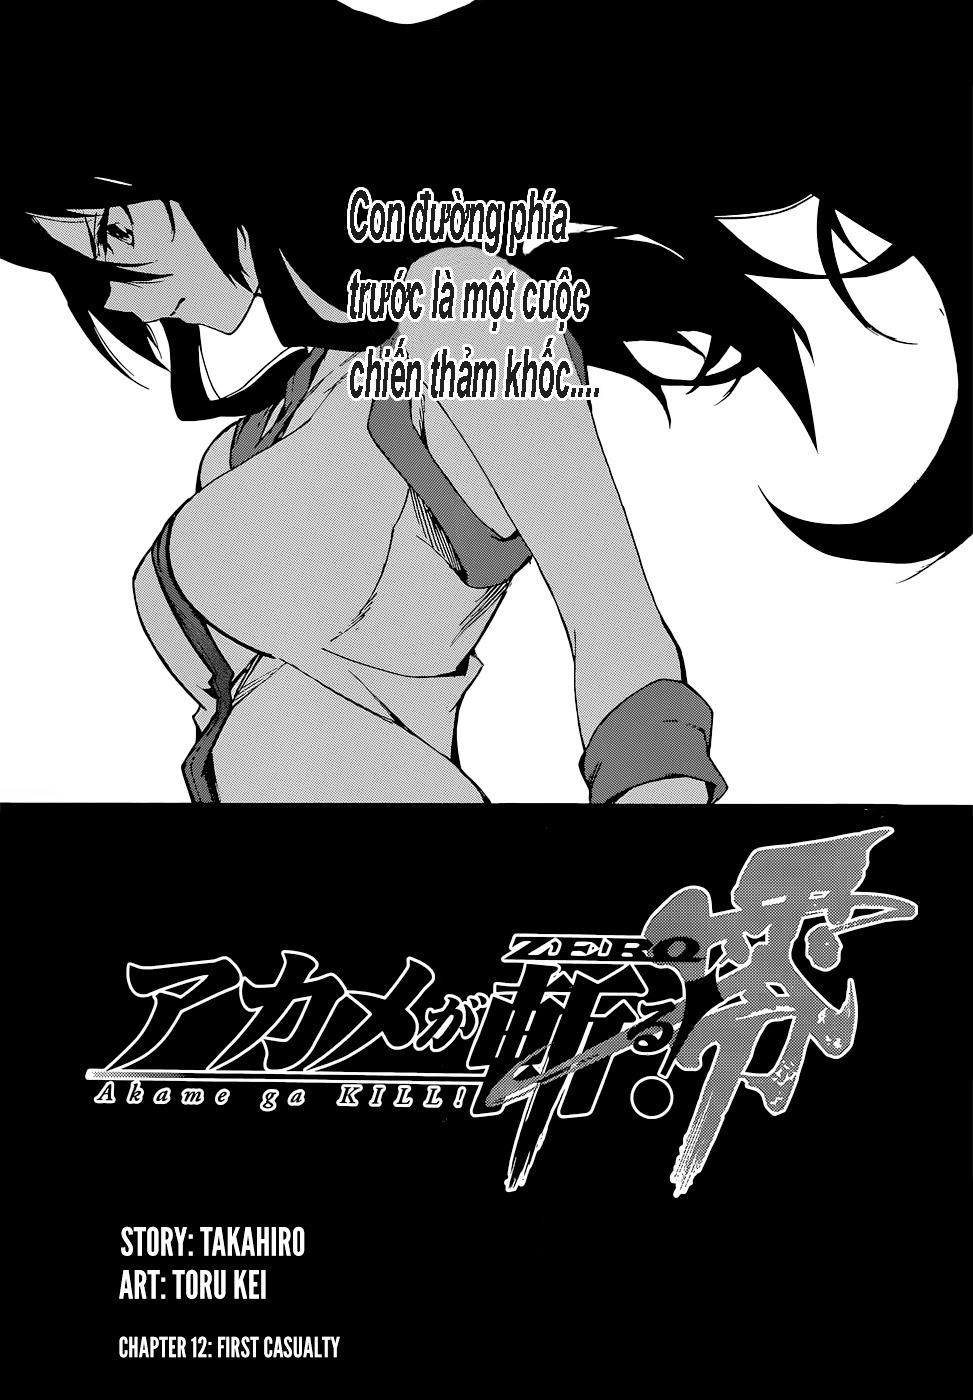 Con đường phía
trước là một cuộc
chiến thảm khốc....
ZERO
アカメが斬る!零
Akame ga KILL!
STORY: TAKAHIRO
ART: TORU KEI
CHAPTER 12: FIRST CASUALTY